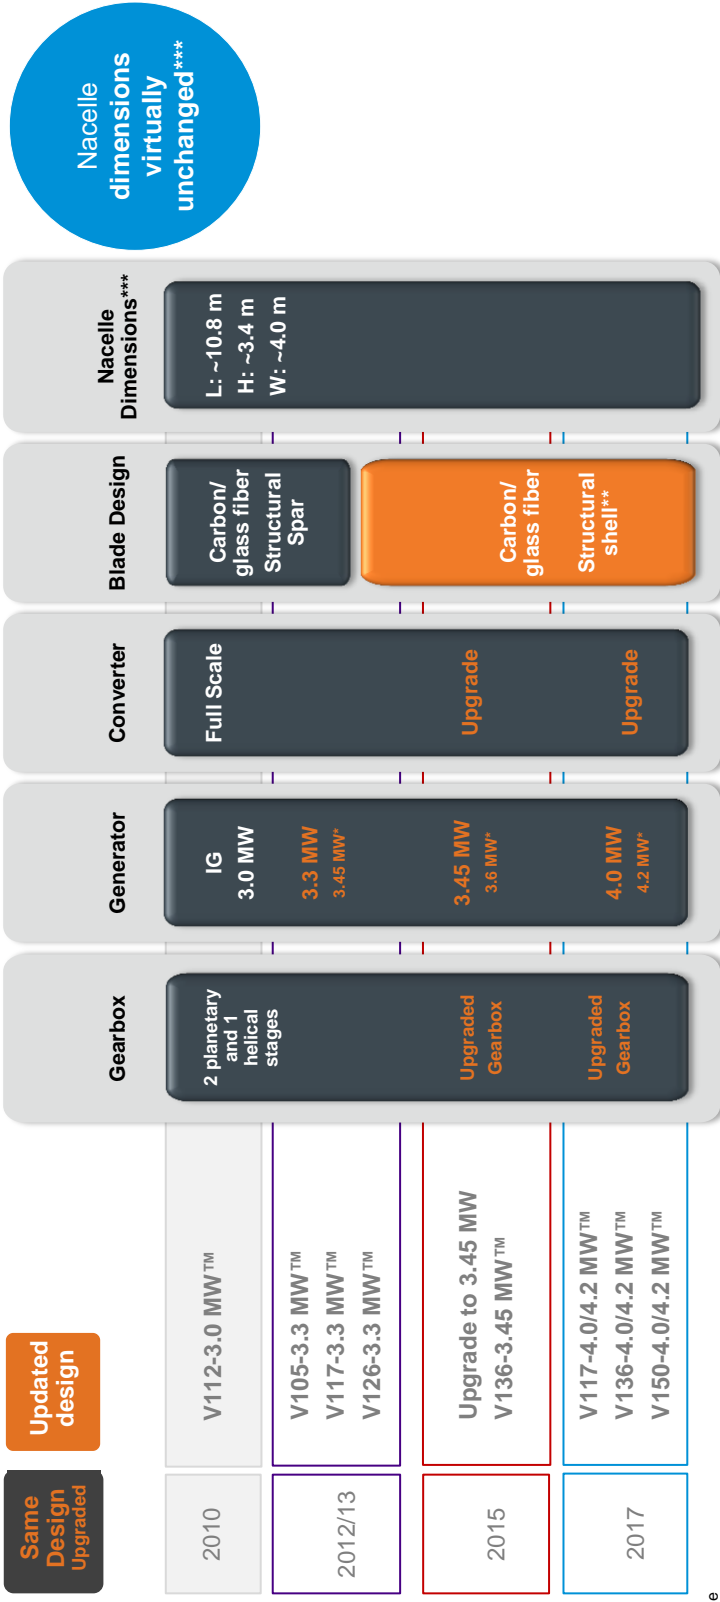 Same
Design
Upgraded
Updated
design
Gearbox
Generator
Converter
Blade Design
Nacelle
Dimensions***
Nacelle
dimensions
virtually
unchanged***
2010
V112-3.0 MW™
2 planetary
and 1
helical
stages
IG
3.0 MW
Full Scale
Carbon/
glass fiber
Structural
Spar
L: ~10.8 m
H: ~3.4 m
W: ~4.0 m
2012/13
V105-3.3 MW™
V117-3.3 MW™
V126-3.3 MW™
3.3 MW
3.45 MW*
2015
Upgrade to 3.45 MW
V136-3.45 MW™
Upgraded
Gearbox
3.45 MW
3.6 MW*
Upgrade
Carbon/
glass fiber
Structural
shell**
2017
V117-4.0/4.2 MW™
V136-4.0/4.2 MW™
V150-4.0/4.2 MW™
Upgraded
Gearbox
4.0 MW
4.2 MW*
Upgrade
e